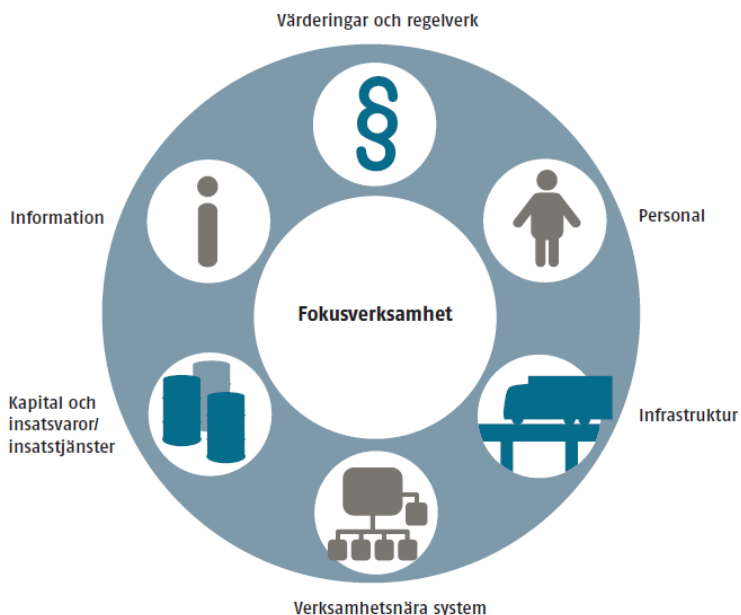 Värderingar och regelverk
Information
Personal
Fokusverksamhet
Kapital och
insatsvaror/
insatstjänster
Infrastruktur
Verksamhetsnära system